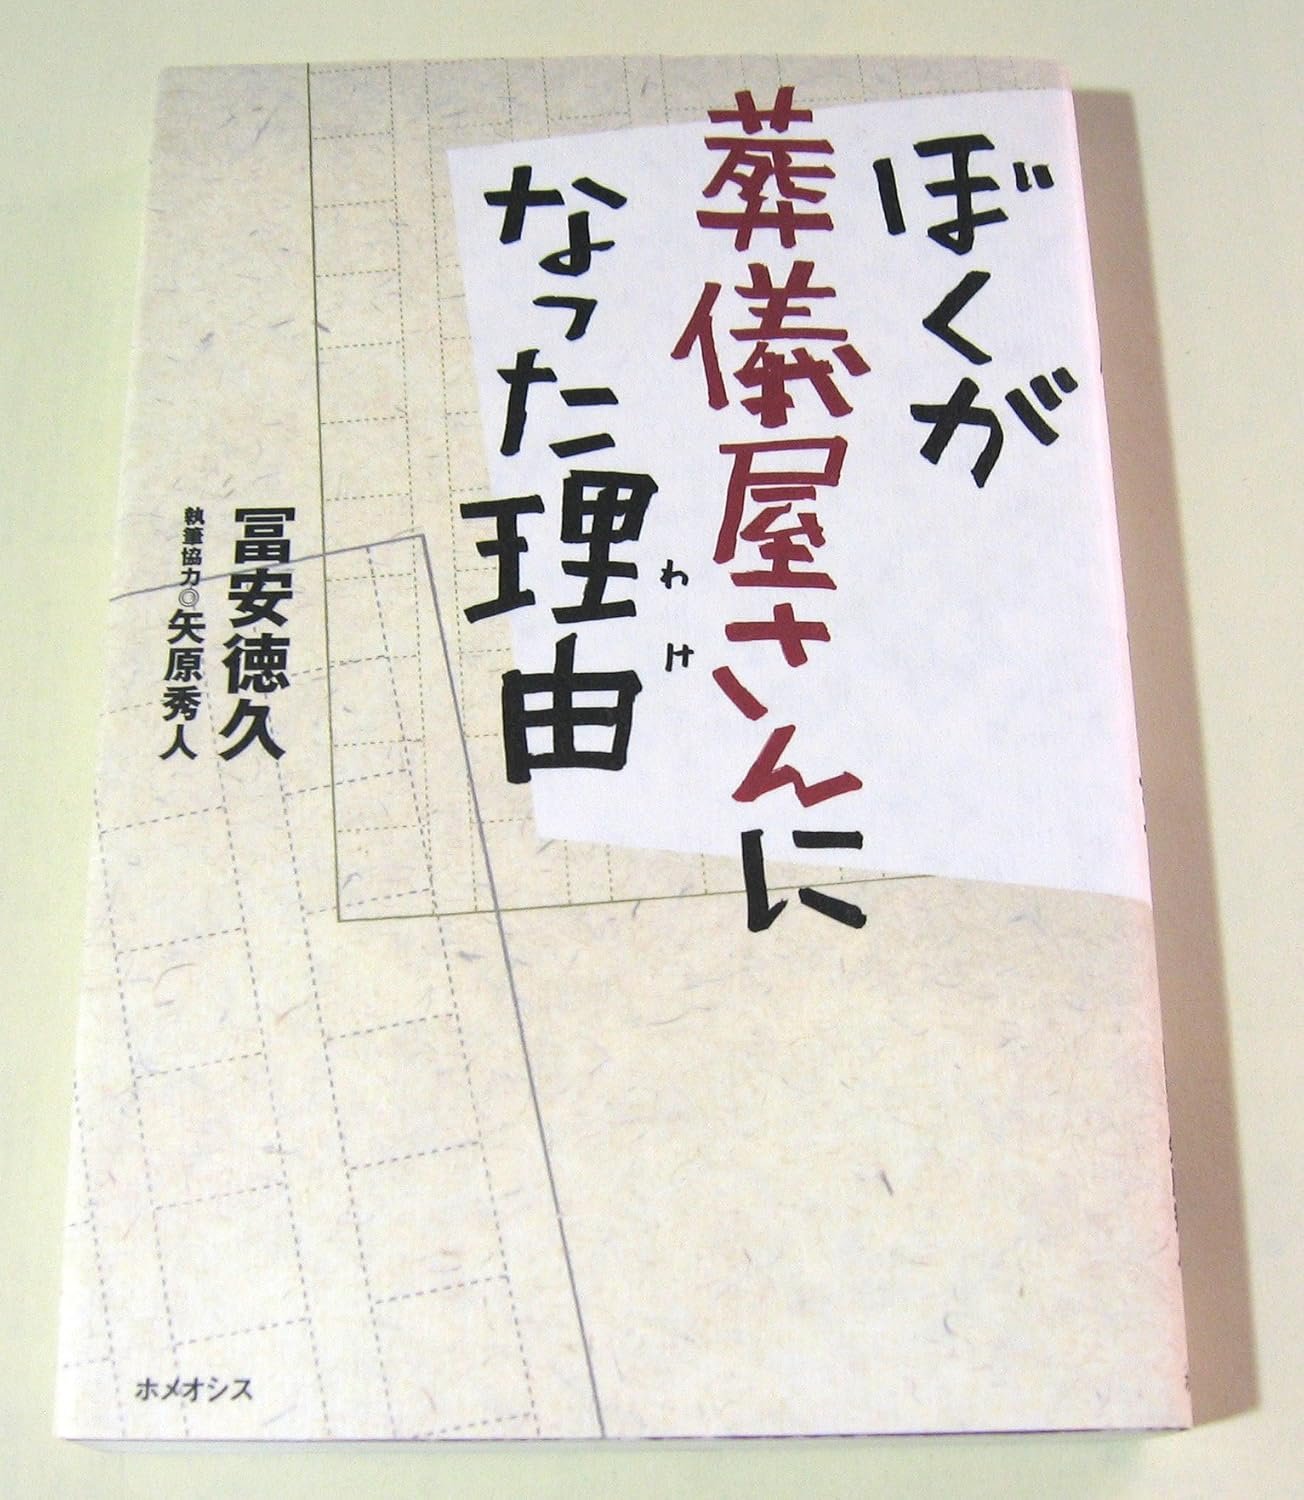 ぼくが
葬儀屋さんに
なった理由
わけ
冨安徳久
執筆協力◎矢原秀人
ホメオシス